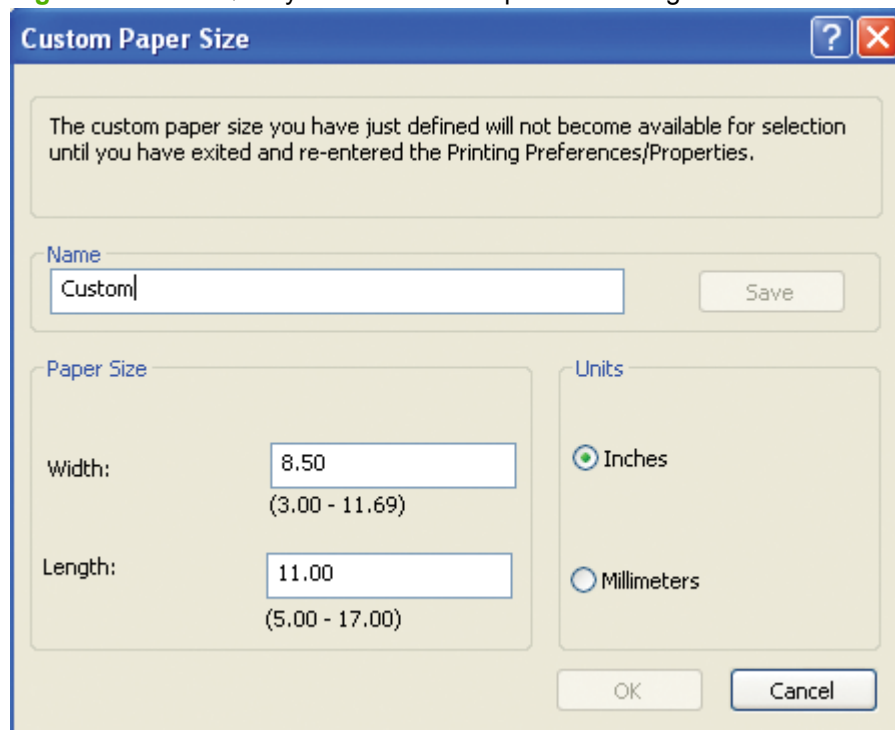 Custom Paper Size
The custom paper size you have just defined will not become available for selection
until you have exited and re-entered the Printing Preferences/Properties.
Name
Custom
Save
Paper Size
Width:
8.50
(3.00 - 11.69)
Length:
11.00
(5.00 - 17.00)
Units
Inches
Millimeters
OK
Cancel